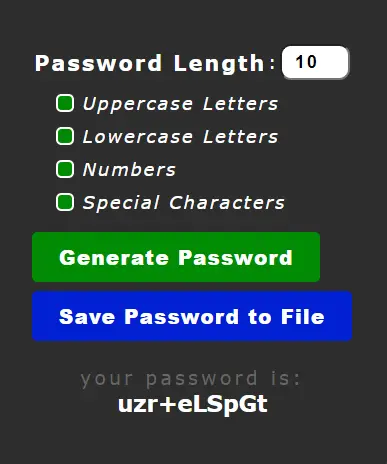 Password Length: 10
Uppercase Letters
Lowercase Letters
Numbers
Special Characters
Generate Password
Save Password to File
your password is:
uzr+eLSpGt